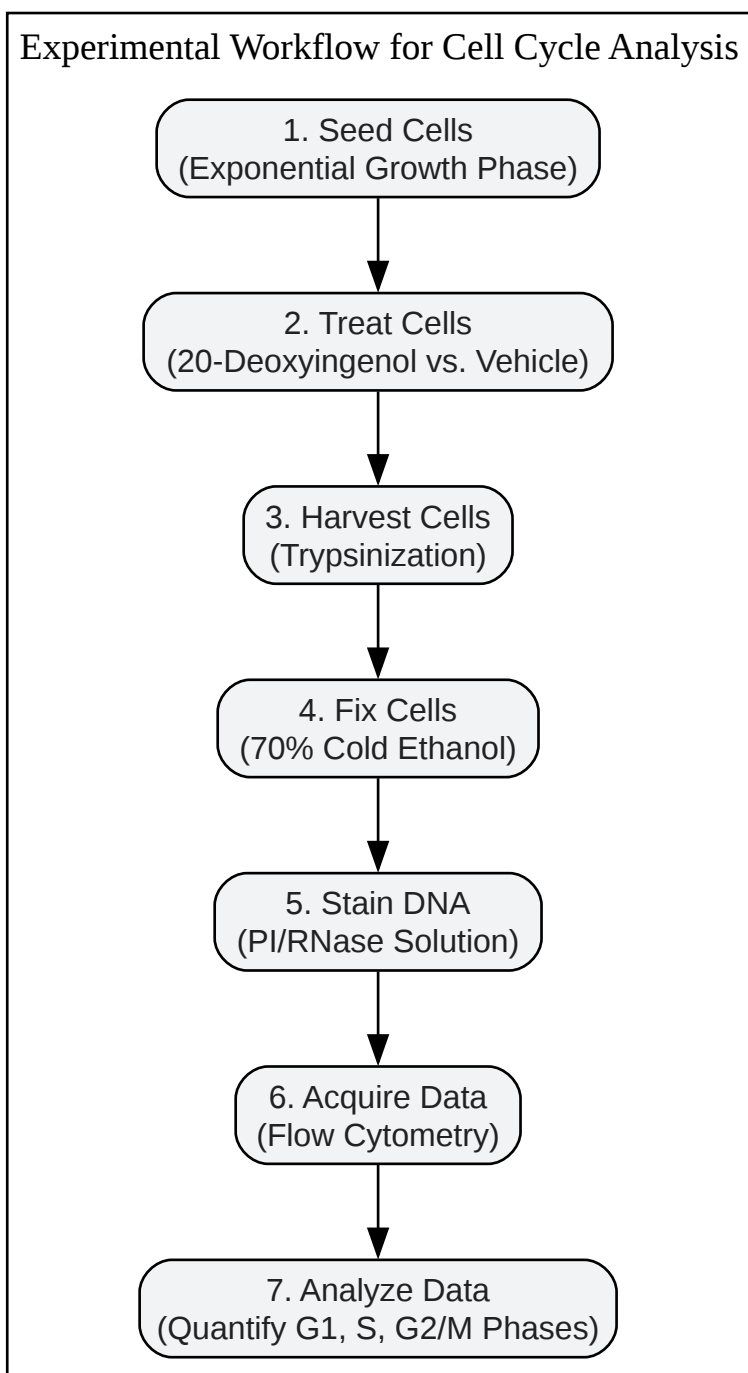 Experimental Workflow for Cell Cycle Analysis
1. Seed Cells
(Exponential Growth Phase)
2. Treat Cells
(20-Deoxyingenol vs. Vehicle)
3. Harvest Cells
(Trypsinization)
4. Fix Cells
(70% Cold Ethanol)
5. Stain DNA
(PI/RNase Solution)
6. Acquire Data
(Flow Cytometry)
7. Analyze Data
(Quantify G1, S, G2/M Phases)